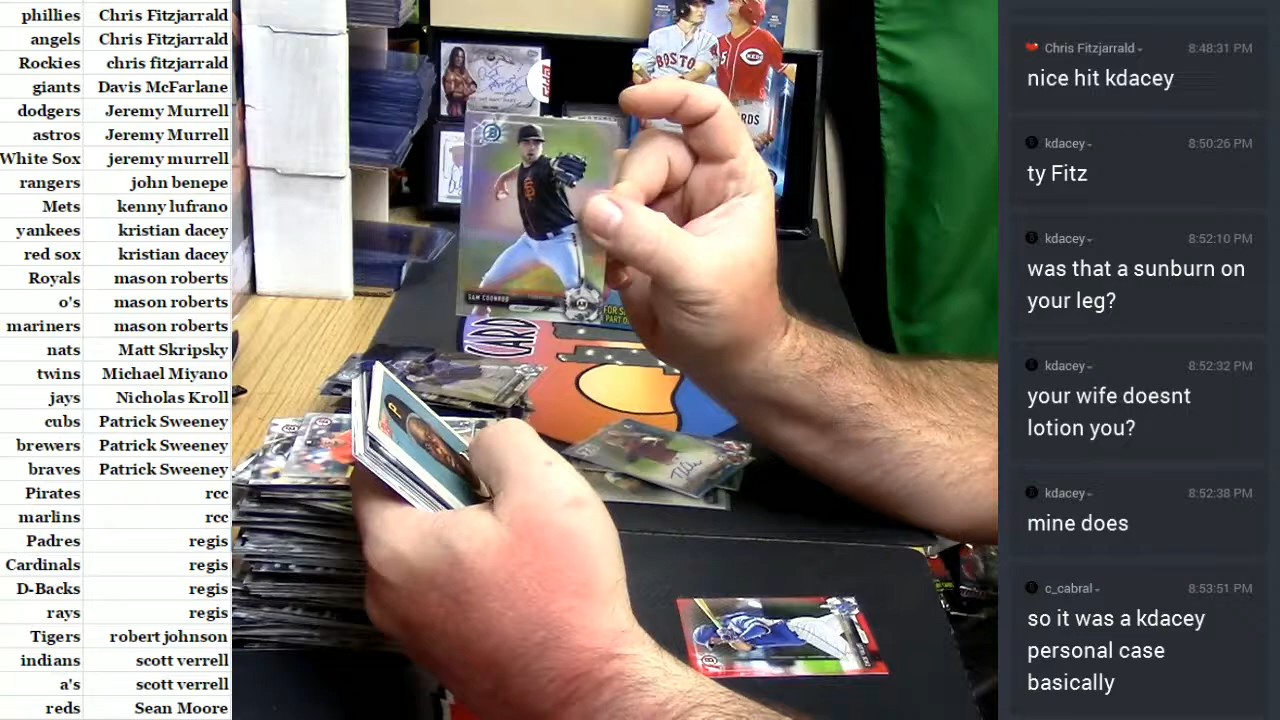 phillies Chris Fitzjarrald
angels Chris Fitzjarrald
Rockies chris fitzjarrald
giants Davis McFarlane
dodgers Jeremy Murrell
astros Jeremy Murrell
White Sox jeremy murrell
rangers john benepe
Mets kenny lufrano
yankees kristian dacey
red sox kristian dacey
Royals mason roberts
o's mason roberts
mariners mason roberts
nats Matt Skripsky
twins Michael Miyano
jays Nicholas Kroll
cubs Patrick Sweeney
brewers Patrick Sweeney
braves Patrick Sweeney
Pirates rcc
marlins rcc
Padres regis
Cardinals regis
D-Backs regis
rays regis
Tigers robert johnson
indians scott verrell
a's scott verrell
reds Sean Moore
BOSTON
REDS
SF
SAM COONROD
CARD
P
Chris Fitzjarrald 8:48:31 PM
nice hit kdacey
kdacey 8:50:26 PM
ty Fitz
kdacey 8:52:10 PM
was that a sunburn on
your leg?
kdacey 8:52:32 PM
your wife doesnt
lotion you?
kdacey 8:52:38 PM
mine does
c_cabral 8:53:51 PM
so it was a kdacey
personal case
basically